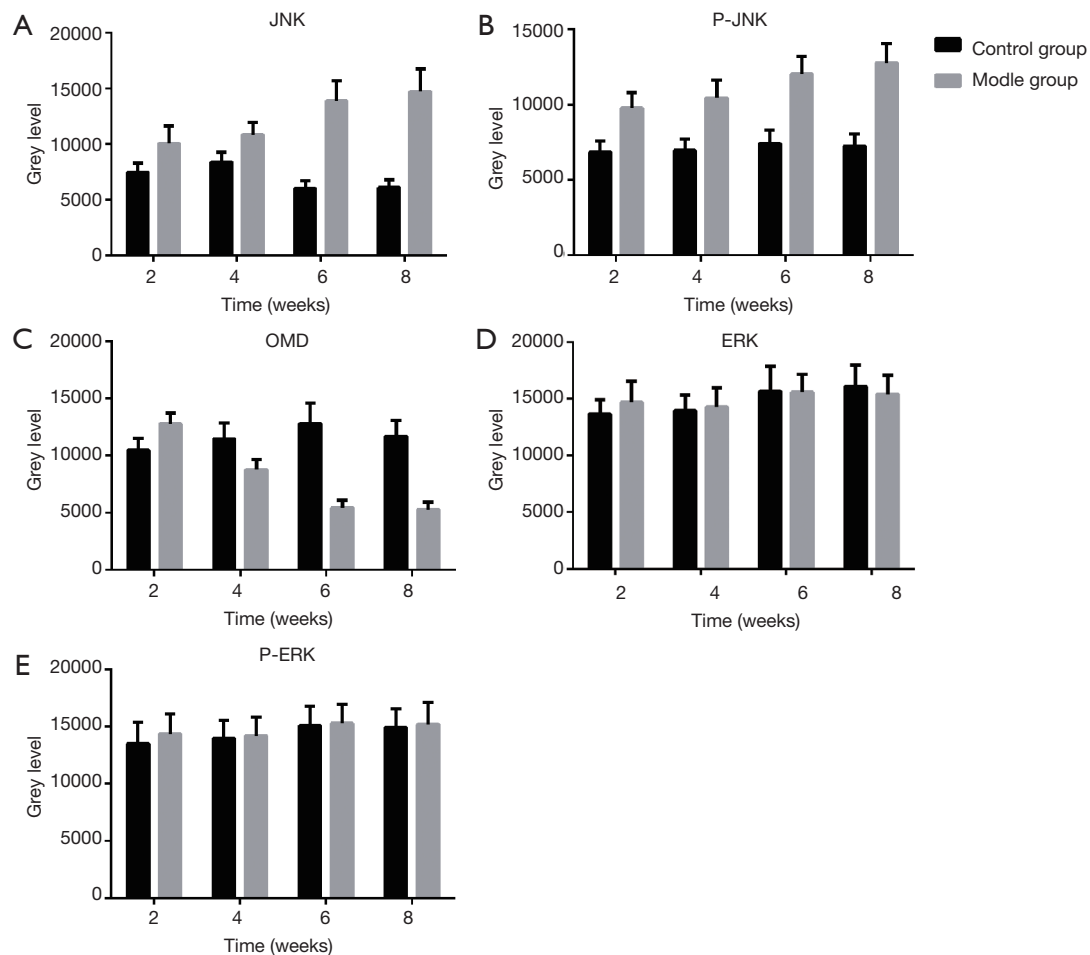 A
JNK
20000
15000
10000
5000
0
Grey level
2 4 6 8
Time (weeks)
B
P-JNK
15000
10000
5000
0
Grey level
2 4 6 8
Time (weeks)
Control group
Modle group
C
OMD
20000
15000
10000
5000
0
Grey level
2 4 6 8
Time (weeks)
D
ERK
20000
15000
10000
5000
0
Grey level
2 4 6 8
Time (weeks)
E
P-ERK
20000
15000
10000
5000
0
Grey level
2 4 6 8
Time (weeks)